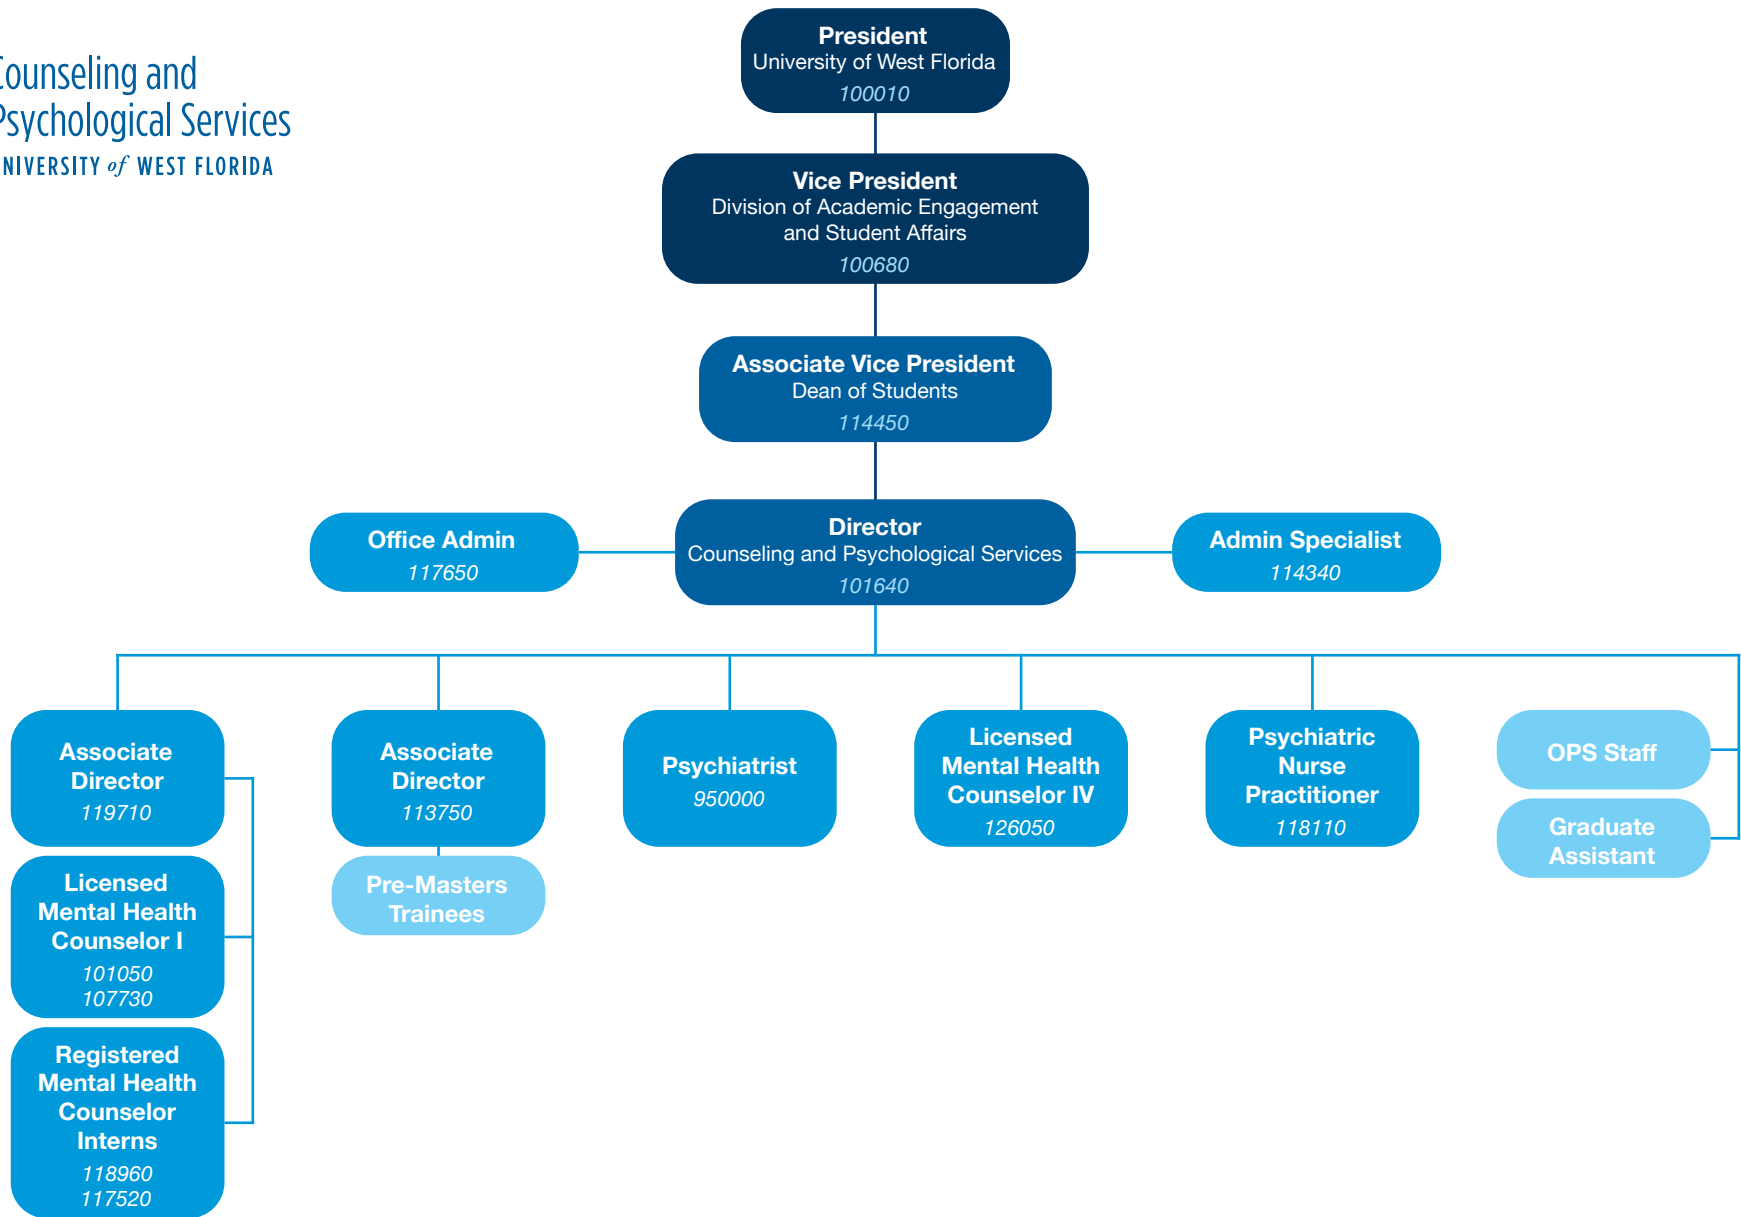 Counseling and
Psychological Services
UNIVERSITY of WEST FLORIDA
President
University of West Florida
100010
Vice President
Division of Academic Engagement
and Student Affairs
100680
Associate Vice President
Dean of Students
114450
Office Admin
117650
Director
Counseling and Psychological Services
101640
Admin Specialist
114340
Associate
Director
119710
Licensed
Mental Health
Counselor I
101050
107730
Registered
Mental Health
Counselor
Interns
118960
117520
Associate
Director
113750
Pre-Masters
Trainees
Psychiatrist
950000
Licensed
Mental Health
Counselor IV
126050
Psychiatric
Nurse
Practitioner
118110
OPS Staff
Graduate
Assistant